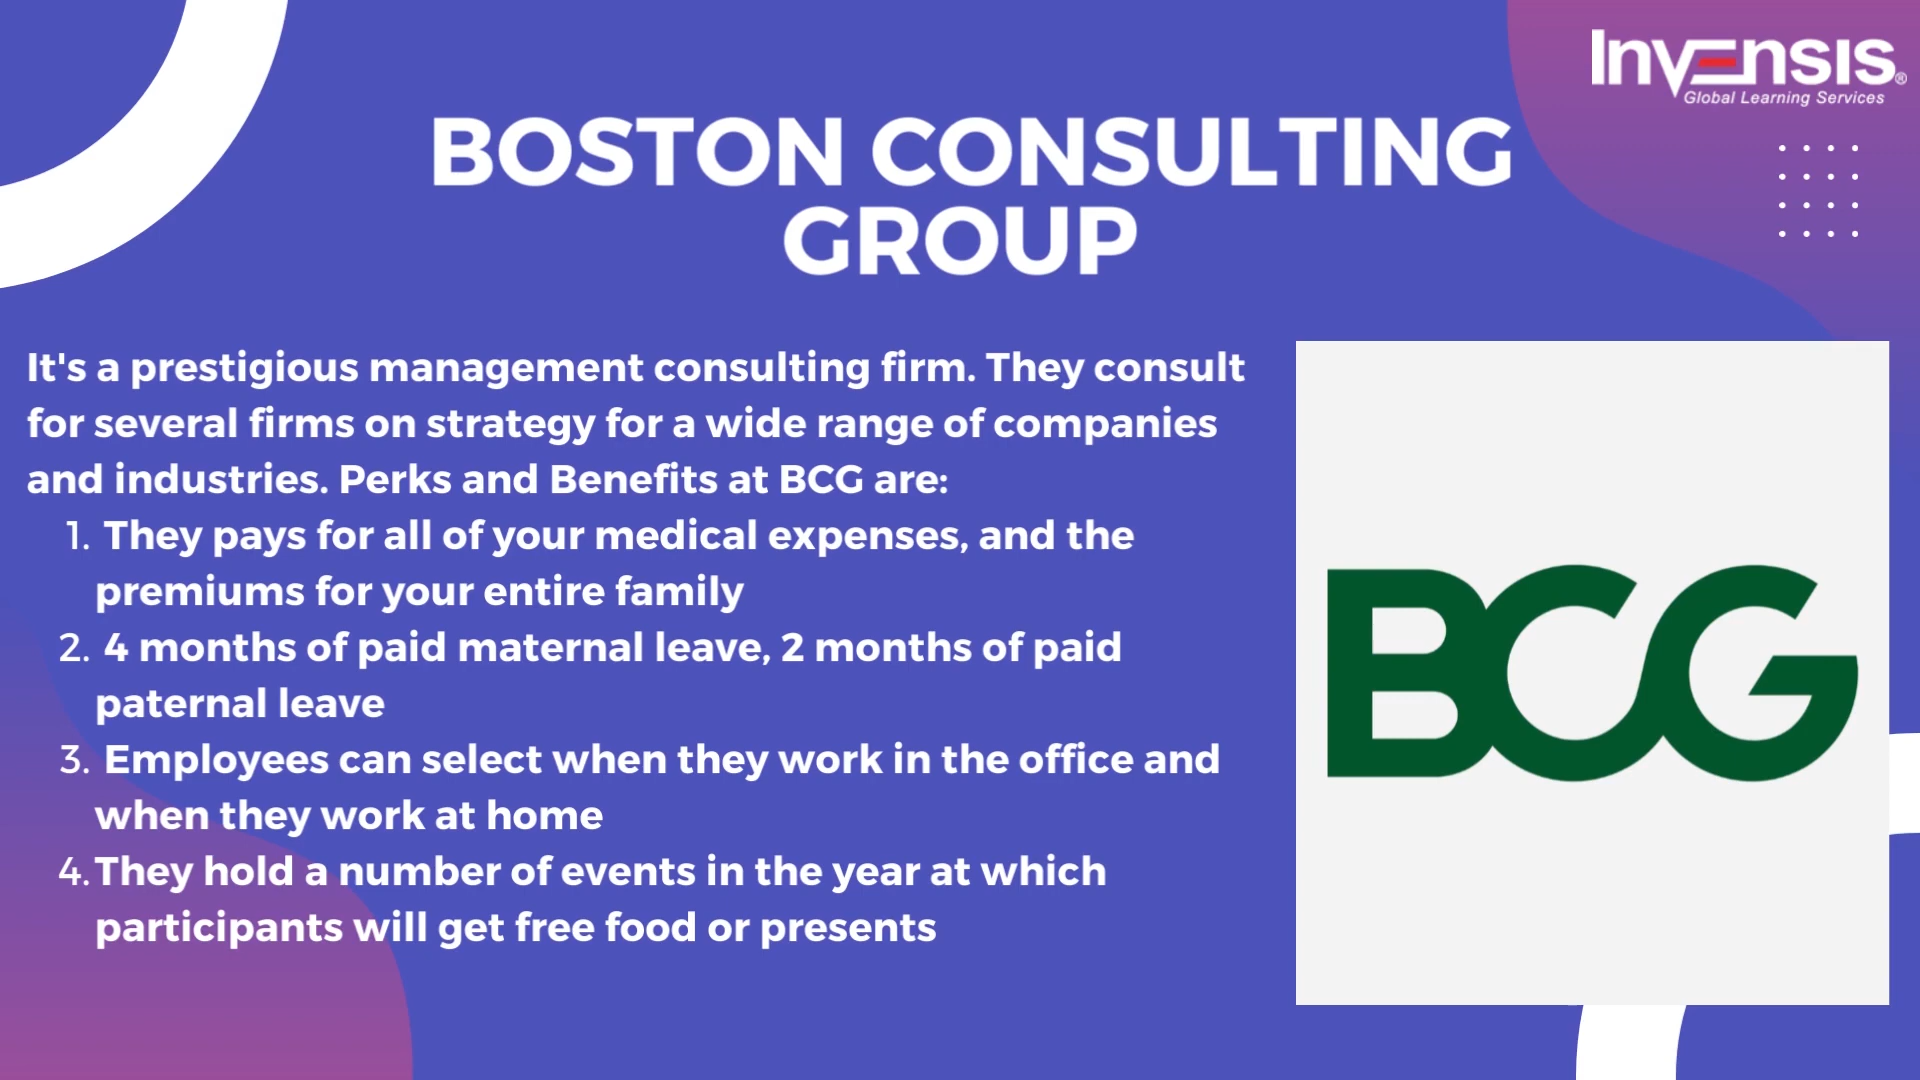 Invensis®
Global Learning Services
BOSTON CONSULTING
GROUP
It's a prestigious management consulting firm. They consult
for several firms on strategy for a wide range of companies
and industries. Perks and Benefits at BCG are:
1. They pays for all of your medical expenses, and the
premiums for your entire family
2. 4 months of paid maternal leave, 2 months of paid
paternal leave
3. Employees can select when they work in the office and
when they work at home
4. They hold a number of events in the year at which
participants will get free food or presents
BCG